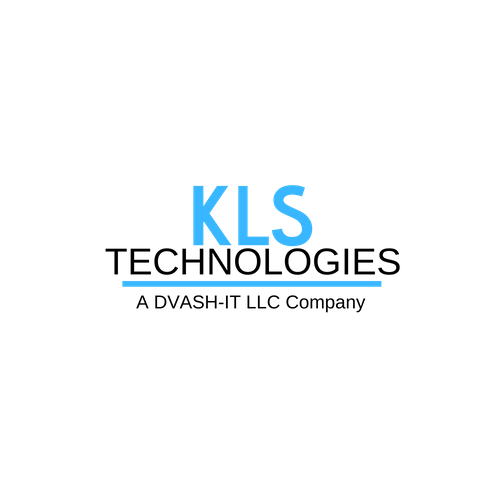 KLS
TECHNOLOGIES
A DVASH-IT LLC Company